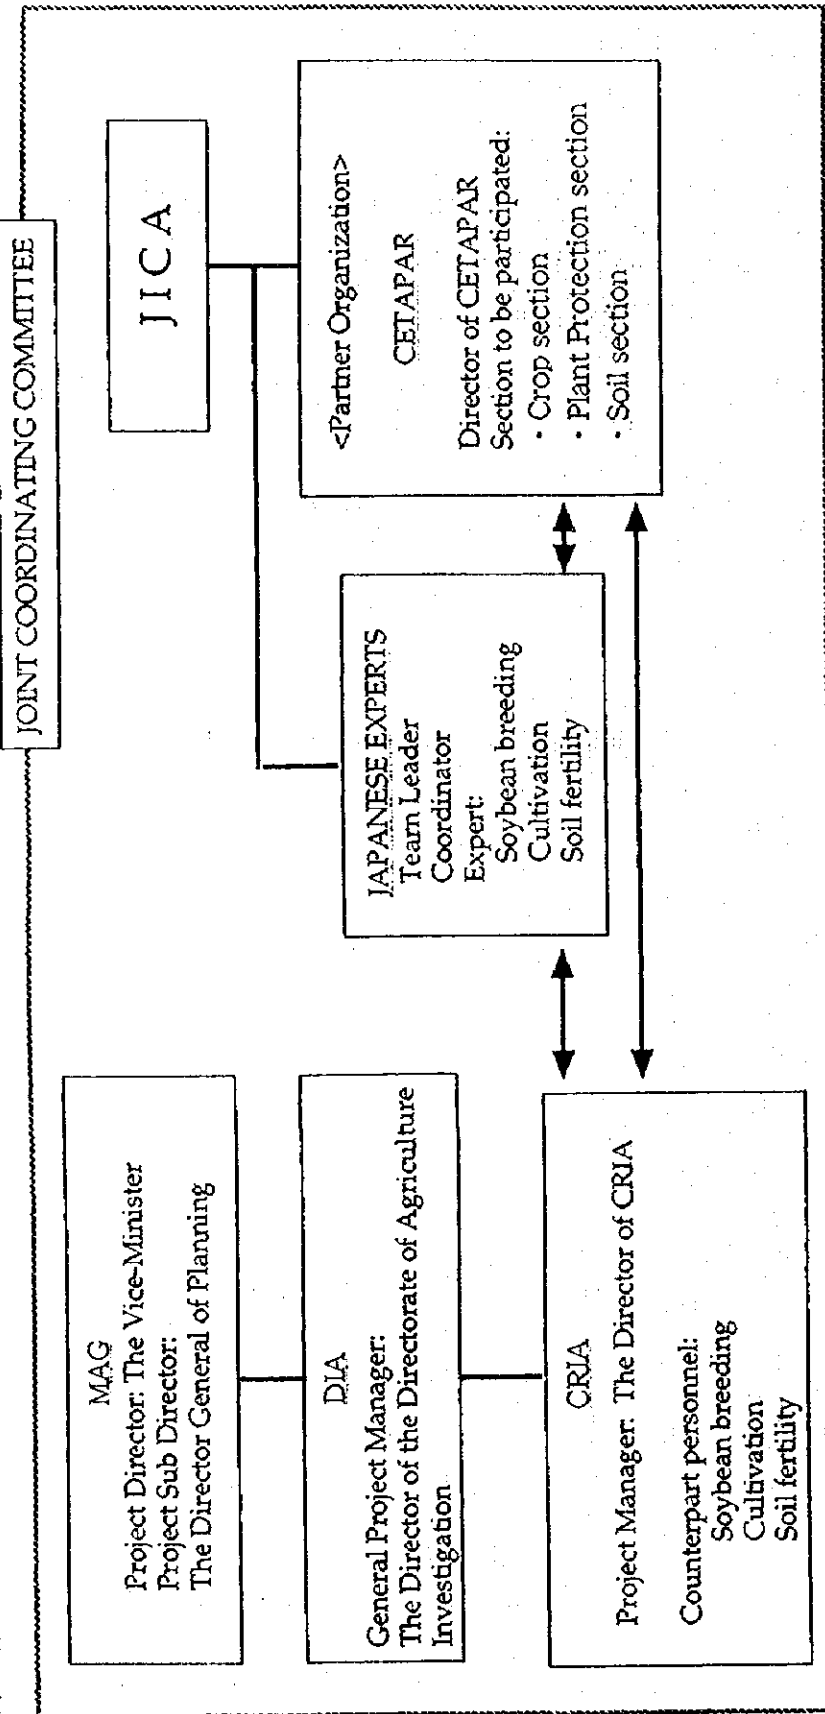 JOINT COORDINATING COMMITTEE
MAG
Project Director: The Vice-Minister
Project Sub Director:
The Director General of Planning
DIA
General Project Manager:
The Director of the Directorate of Agriculture
Investigation
CRIA
Project Manager: The Director of CRIA
Counterpart personnel:
Soybean breeding
Cultivation
Soil fertility
JAPANESE EXPERTS
Team Leader
Coordinator
Expert:
Soybean breeding
Cultivation
Soil fertility
JICA
<Partner Organization>
CETAPAR
Director of CETAPAR
Section to be participated:
· Crop section
· Plant Protection section
· Soil section